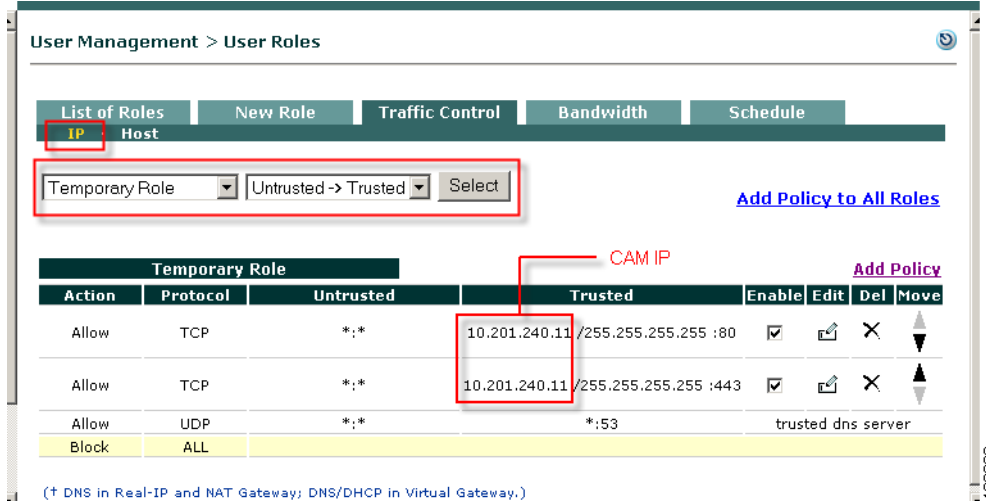 User Management > User Roles
List of Roles New Role Traffic Control Bandwidth Schedule
IP · Host
Temporary Role Untrusted -> Trusted Select
Add Policy to All Roles
CAM IP
Temporary Role Add Policy
Action Protocol Untrusted Trusted Enable Edit Del Move
Allow TCP *:* 10.201.240.11 /255.255.255.255 :80
Allow TCP *:* 10.201.240.11 /255.255.255.255 :443
Allow UDP *:* *:53 trusted dns server
Block ALL
(† DNS in Real-IP and NAT Gateway; DNS/DHCP in Virtual Gateway.)